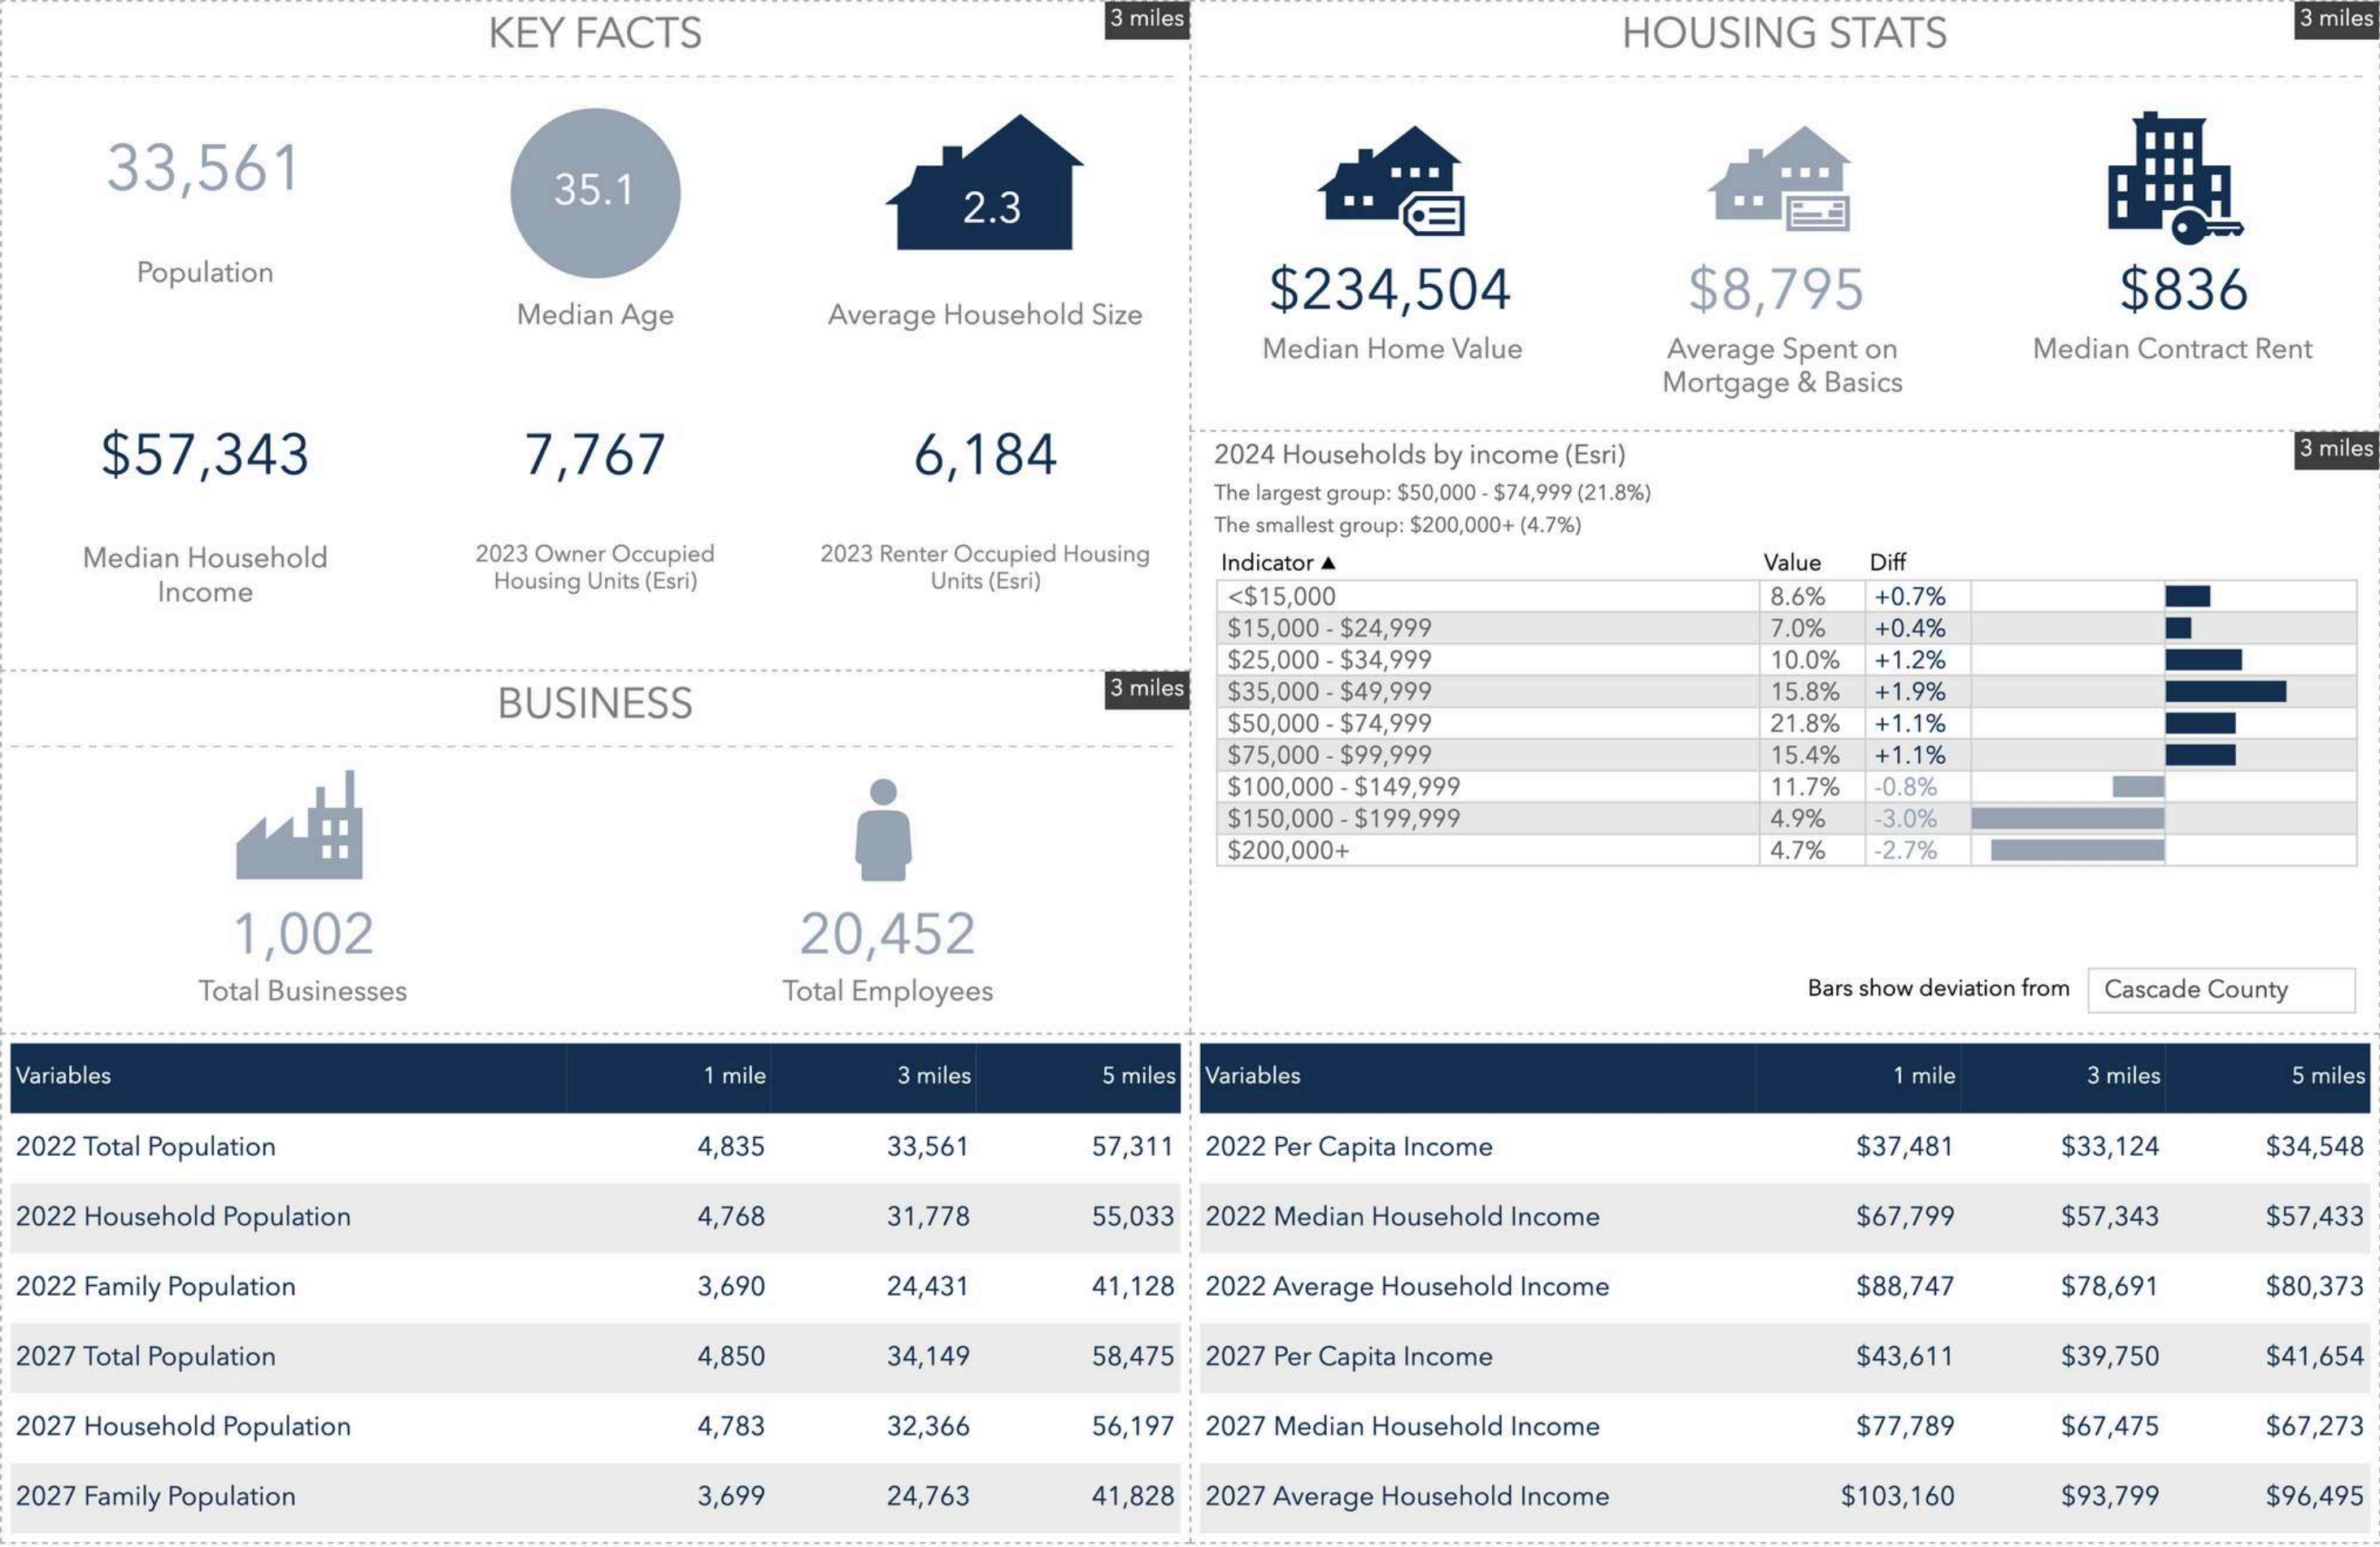 KEY FACTS
3 miles
33,561
Population
35.1
Median Age
2.3
Average Household Size
$57,343
Median Household
Income
7,767
2023 Owner Occupied
Housing Units (Esri)
6,184
2023 Renter Occupied Housing
Units (Esri)
BUSINESS
3 miles
1,002
Total Businesses
20,452
Total Employees
HOUSING STATS
3 miles
$234,504
Median Home Value
$8,795
Average Spent on
Mortgage & Basics
$836
Median Contract Rent
2024 Households by income (Esri)
3 miles
The largest group: $50,000 - $74,999 (21.8%)
The smallest group: $200,000+ (4.7%)
Indicator ▲ Value Diff
<$15,000 8.6% +0.7%
$15,000 - $24,999 7.0% +0.4%
$25,000 - $34,999 10.0% +1.2%
$35,000 - $49,999 15.8% +1.9%
$50,000 - $74,999 21.8% +1.1%
$75,000 - $99,999 15.4% +1.1%
$100,000 - $149,999 11.7% -0.8%
$150,000 - $199,999 4.9% -3.0%
$200,000+ 4.7% -2.7%
Bars show deviation from Cascade County
Variables 1 mile 3 miles 5 miles
2022 Total Population 4,835 33,561 57,311
2022 Household Population 4,768 31,778 55,033
2022 Family Population 3,690 24,431 41,128
2027 Total Population 4,850 34,149 58,475
2027 Household Population 4,783 32,366 56,197
2027 Family Population 3,699 24,763 41,828
Variables 1 mile 3 miles 5 miles
2022 Per Capita Income $37,481 $33,124 $34,548
2022 Median Household Income $67,799 $57,343 $57,433
2022 Average Household Income $88,747 $78,691 $80,373
2027 Per Capita Income $43,611 $39,750 $41,654
2027 Median Household Income $77,789 $67,475 $67,273
2027 Average Household Income $103,160 $93,799 $96,495